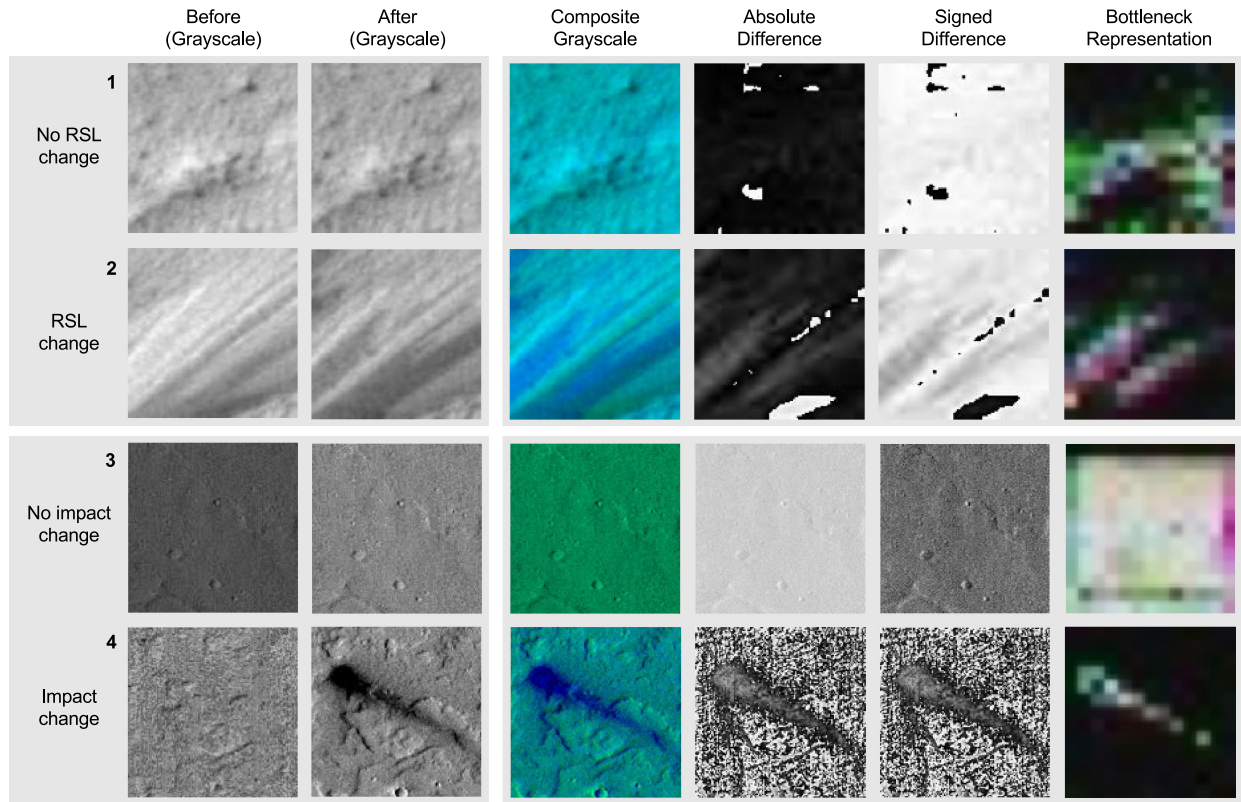 Before
(Grayscale)
After
(Grayscale)
Composite
Grayscale
Absolute
Difference
Signed
Difference
Bottleneck
Representation
1
No RSL
change
2
RSL
change
3
No impact
change
4
Impact
change